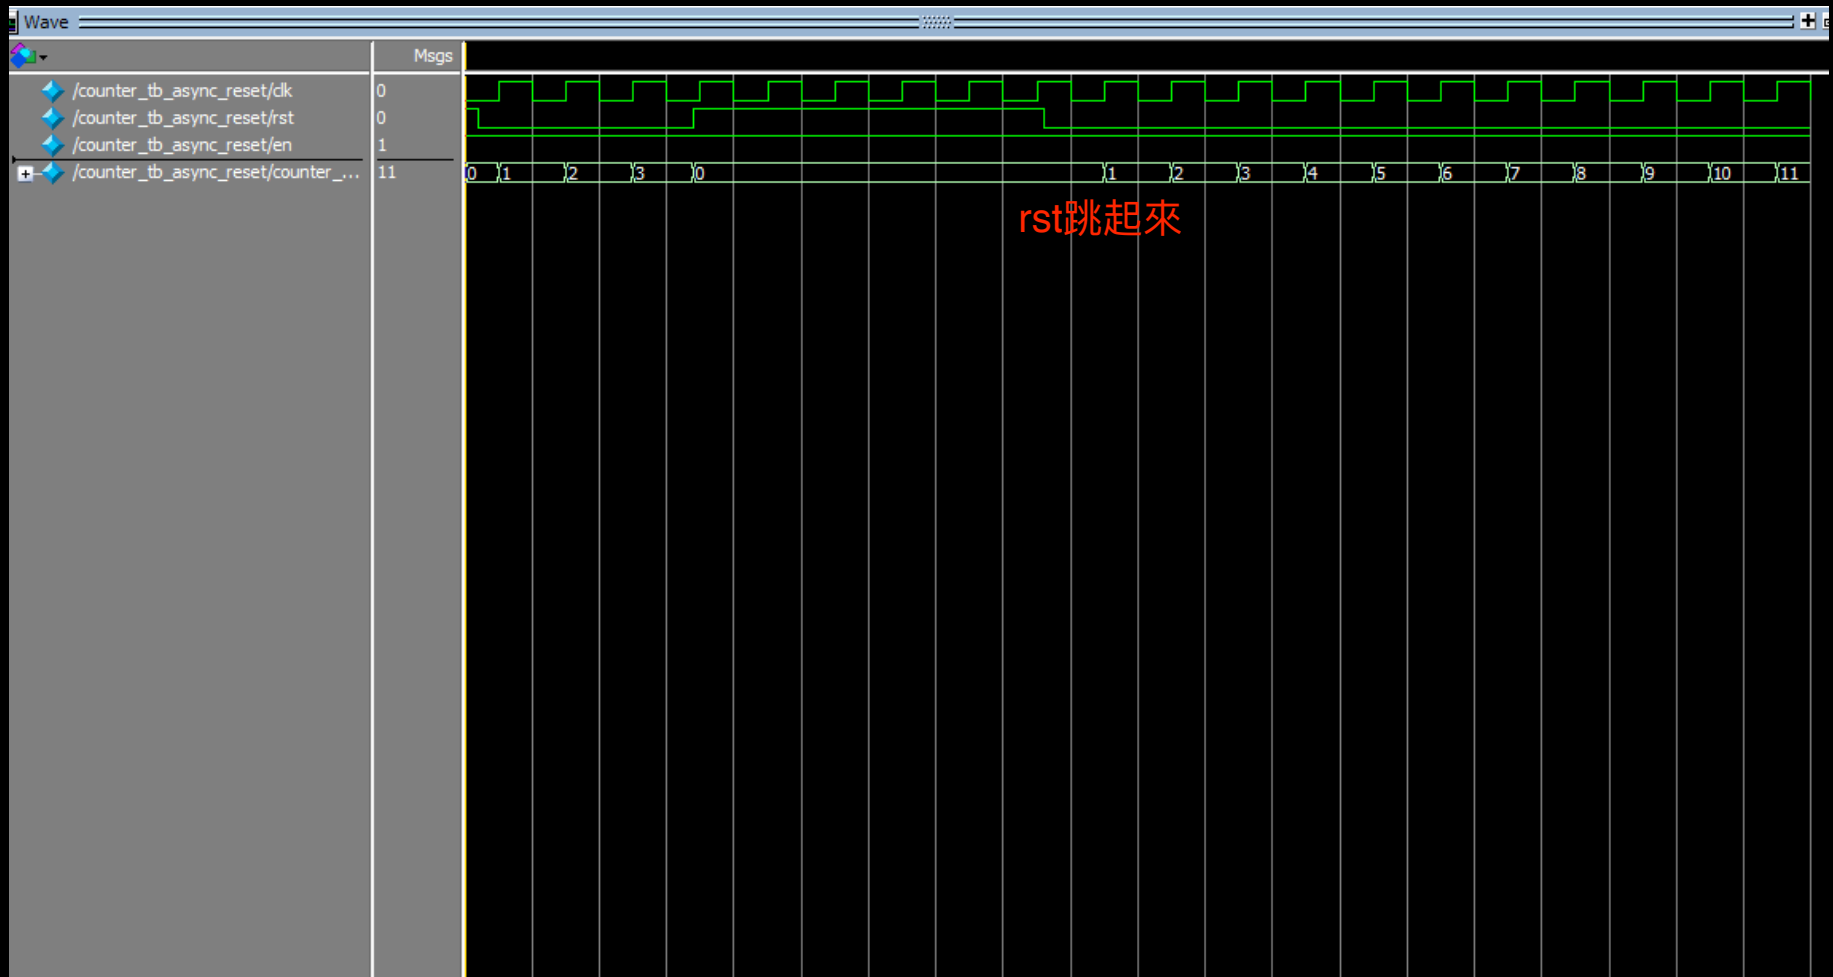 Wave
Msgs
/counter_tb_async_reset/clk 0
/counter_tb_async_reset/rst 0
/counter_tb_async_reset/en 1
/counter_tb_async_reset/counter_... 11
0 1 2 3 0 1 2 3 4 5 6 7 8 9 10 11
rst跳起來